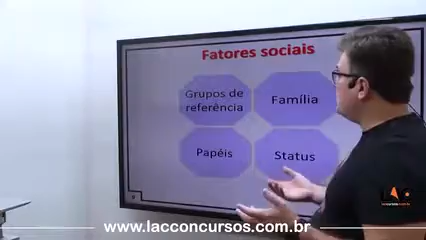 Fatores sociais
Grupos de
referência
Família
Papéis
Status
www.lacconcursos.com.br